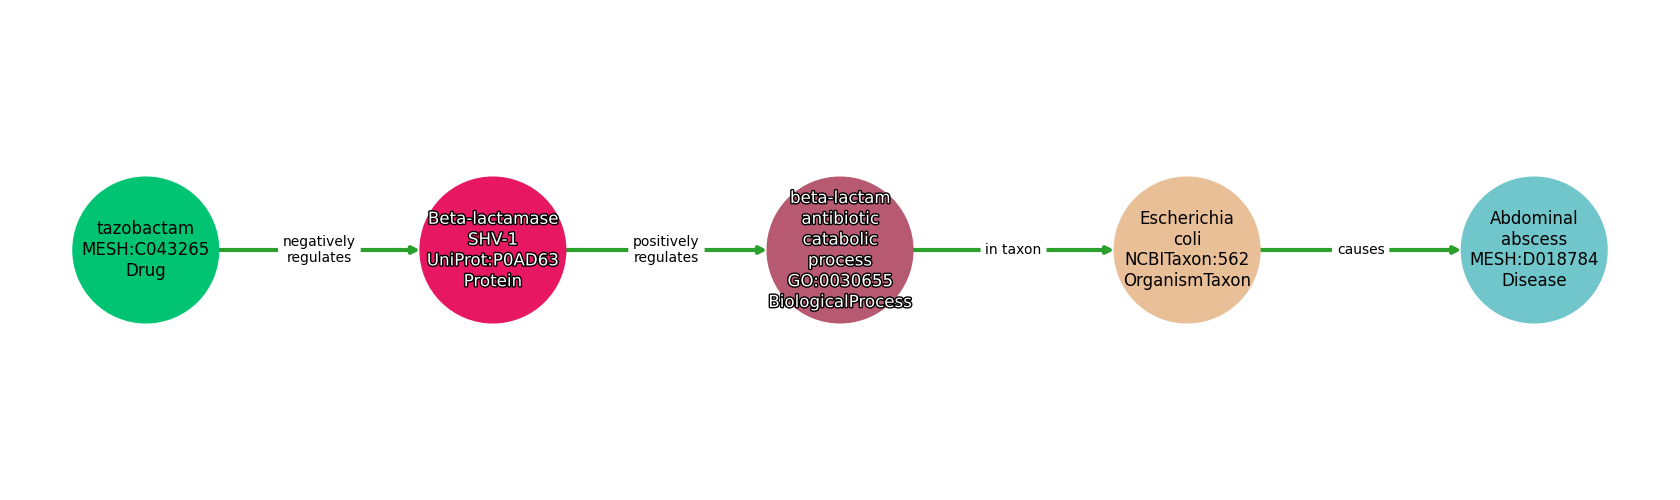 tazobactam
MESH:C043265
Drug
negatively
regulates
Beta-lactamase
SHV-1
UniProt:P0AD63
Protein
positively
regulates
beta-lactam
antibiotic
catabolic
process
GO:0030655
BiologicalProcess
in taxon
Escherichia
coli
NCBITaxon:562
OrganismTaxon
causes
Abdominal
abscess
MESH:D018784
Disease